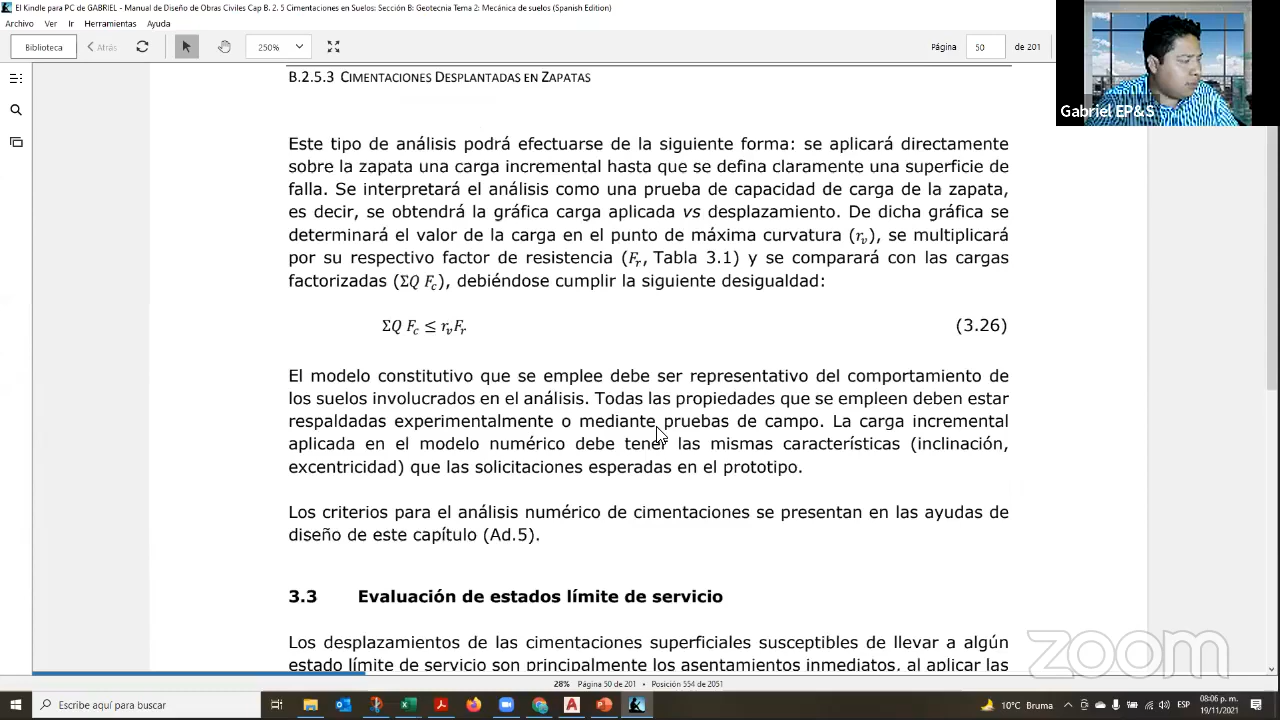 El Kindle para PC de GABRIEL - Manual de Diseño de Obras Civiles Cap B. 2. 5 Cimentaciones en Suelos: Sección B: Geotecnia Tema 2: Mecánica de suelos (Spanish Edition)
Archivo Ver Ir Herramientas Ayuda
Biblioteca Atrás 250% Página 50 de 201
B.2.5.3 CIMENTACIONES DESPLANTADAS EN ZAPATAS
Gabriel EP&S
Este tipo de análisis podrá efectuarse de la siguiente forma: se aplicará directamente
sobre la zapata una carga incremental hasta que se defina claramente una superficie de
falla. Se interpretará el análisis como una prueba de capacidad de carga de la zapata,
es decir, se obtendrá la gráfica carga aplicada vs desplazamiento. De dicha gráfica se
determinará el valor de la carga en el punto de máxima curvatura (rᵥ), se multiplicará
por su respectivo factor de resistencia (Fᵣ, Tabla 3.1) y se comparará con las cargas
factorizadas (ΣQ F_c), debiéndose cumplir la siguiente desigualdad:
ΣQ F_c ≤ rᵥFᵣ (3.26)
El modelo constitutivo que se emplee debe ser representativo del comportamiento de
los suelos involucrados en el análisis. Todas las propiedades que se empleen deben estar
respaldadas experimentalmente o mediante pruebas de campo. La carga incremental
aplicada en el modelo numérico debe tener las mismas características (inclinación,
excentricidad) que las solicitaciones esperadas en el prototipo.
Los criterios para el análisis numérico de cimentaciones se presentan en las ayudas de
diseño de este capítulo (Ad.5).
3.3 Evaluación de estados límite de servicio
Los desplazamientos de las cimentaciones superficiales susceptibles de llevar a algún
estado límite de servicio son principalmente los asentamientos inmediatos, al aplicar las
zoom
28% Página 50 de 201 • Posición 554 de 2051
Escribe aquí para buscar
10°C Bruma ESP 08:06 p. m.
19/11/2021